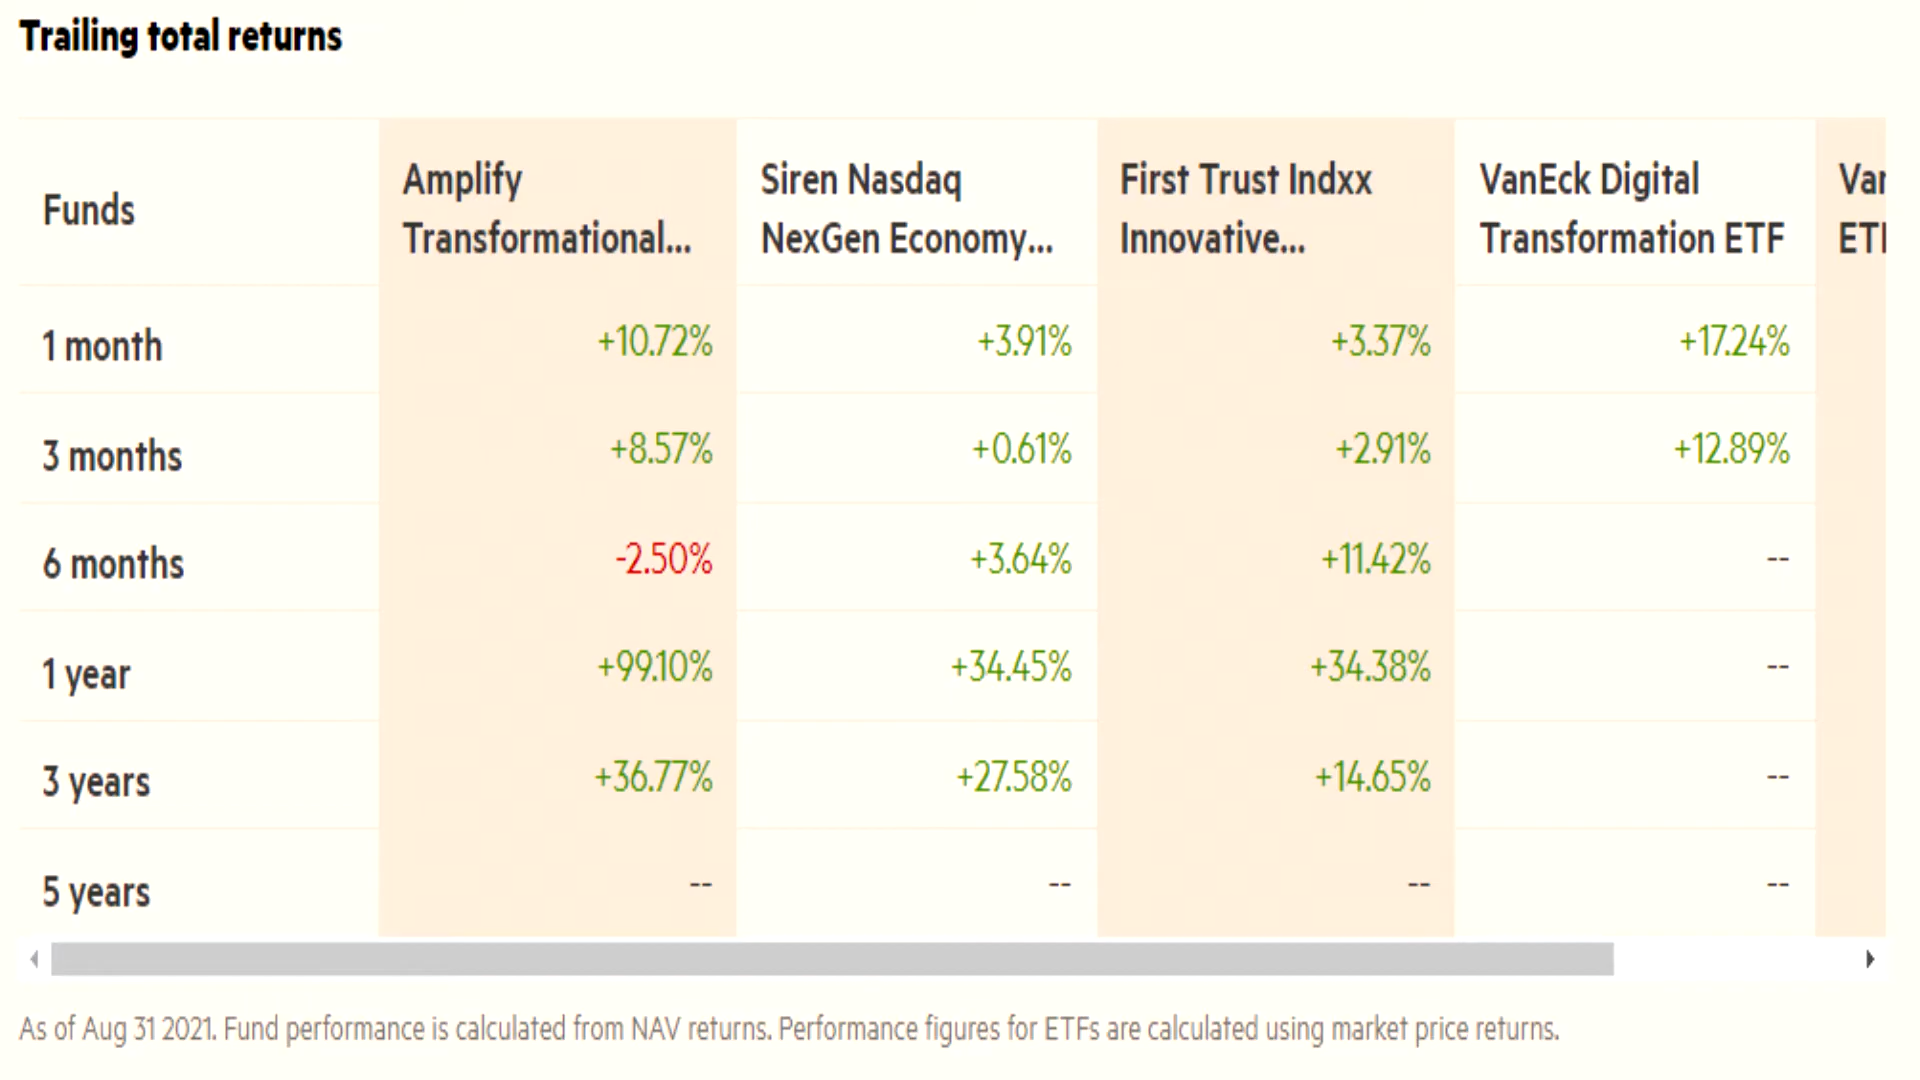 Trailing total returns
Funds Amplify Transformational... Siren Nasdaq NexGen Economy... First Trust Indxx Innovative... VanEck Digital Transformation ETF
1 month +10.72% +3.91% +3.37% +17.24%
3 months +8.57% +0.61% +2.91% +12.89%
6 months -2.50% +3.64% +11.42% --
1 year +99.10% +34.45% +34.38% --
3 years +36.77% +27.58% +14.65% --
5 years -- -- -- --
As of Aug 31 2021. Fund performance is calculated from NAV returns. Performance figures for ETFs are calculated using market price returns.